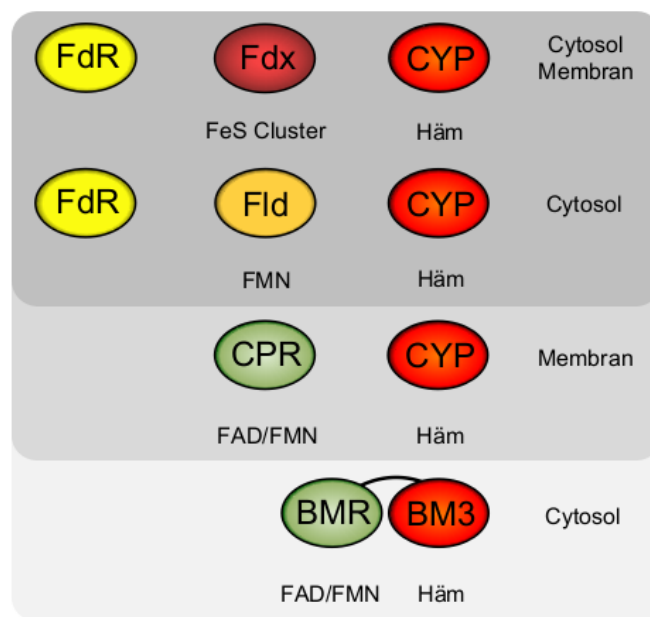 FdR Fdx CYP Cytosol
Membran
FeS Cluster Häm
FdR Fld CYP Cytosol
FMN Häm
CPR CYP Membran
FAD/FMN Häm
BMR BM3 Cytosol
FAD/FMN Häm